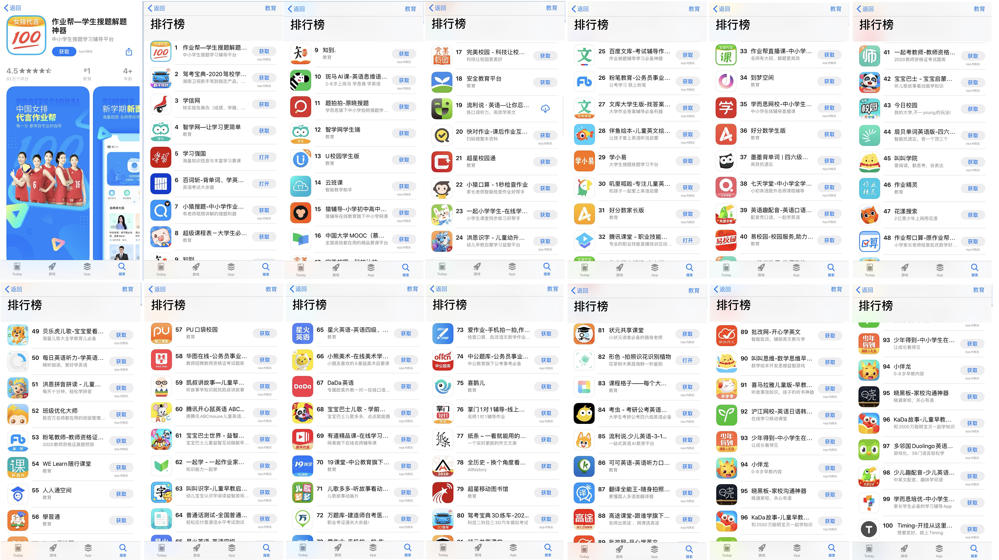 返回
女排代言
100
作业帮—学生搜题解题
神器
中小学生搜题学习辅导平台
获取
App内购买
4.5
#1
4+
92万个评分
教育
年龄
PROFESSIONAL
中国女排
代言作业帮
每一分 都来自专业的指导
SIMPLE
海量视频 名师带你学
名师讲大招
Today
游戏
App
搜索
返回
教育
排行榜
1 作业帮—学生搜题解题…
中小学生搜题学习辅导平台
获取
App内购买
2 驾考宝典-2020驾校学…
湖南卫视新手驾到指定产品，…
获取
App内购买
3 学信网
核实报告真伪（成绩、学籍、…
获取
4 智学网—让学习更简单
教育
获取
5 学习强国
海量知识信息与丰富学习慕课
打开
6 百词斩-背单词、学英…
英语考试大杀器
打开
7 小猿搜题-中小学作业…
有老师视频讲解的搜题利器
获取
App内购买
8 超级课程表－大学生必…
教育
获取
9 知到
Today
游戏
App
搜索
返回
教育
排行榜
9 知到.
教育
获取
App内购买
10 斑马AI课-英语思维语…
2-8岁上斑马 学思维 学英语
获取
App内购买
11 题拍拍-原晓搜题
学而思旗下中小学拍照搜题学…
获取
12 智学网学生端
教育
获取
13 U校园学生版
教育
获取
14 云班课
智能教学助手
获取
App内购买
15 猿辅导-小学初中高中…
猿辅导在线教育旗下中小学网课
获取
App内购买
16 中国大学MOOC（慕…
全国高校都在用的精品慕课平台
获取
App内购买
Today
游戏
App
搜索
返回
教育
排行榜
17 完美校园 - 科技让校…
科技让校园更美好
获取
18 安全教育平台
教育
获取
19 流利说 · 英语—让你忍…
练口语听力，高效学英文
20 快对作业-课后作业互…
扫码搜整本资料
获取
App内购买
21 超星校园通
教育
获取
22 小猿口算 - 1秒检查作业
家长老师智能检查作业好帮手
获取
23 一起小学学生-在线学…
小学生课堂同步练习好帮手
获取
24 洪恩识字 - 儿童幼升…
幼儿早教启蒙学习益智平台
获取
App内购买
Today
游戏
App
搜索
返回
教育
排行榜
25 百度文库-考试辅导作…
作业做题辅导学习必备神器
获取
App内购买
26 粉笔教育-公务员事业…
公考学习 就上粉笔
获取
App内购买
27 文库大学生版-找答案…
大学作业答案辅导必备利器
获取
App内购买
28 伴鱼绘本-儿童英文绘…
让孩子爱上英语听说启蒙
获取
App内购买
29 学小易
大学生搜题练题学习平台
获取
30 叽里呱啦-专注儿童英…
和孩子一起爱上英语启蒙
获取
App内购买
31 好分数家长版
教育
获取
App内购买
32 腾讯课堂 - 职业技能…
专业的职业技能直播培训互动…
打开
Today
游戏
App
搜索
返回
教育
排行榜
33 作业帮直播课-中小学…
名师有大招、解题更高效
获取
App内购买
34 到梦空间
教育
获取
35 学而思网校-中小学生…
中小学在线辅导直播课
获取
App内购买
36 好分数学生版
教育
获取
App内购买
37 墨墨背单词 | 四六级…
高效抗遗忘
获取
App内购买
38 七天学堂-中小学全学…
小初高语数外名师课程辅导
获取
App内购买
39 英语趣配音-英语口语…
配音秀口语，一起学英语
获取
App内购买
40 易校园-校园服务,助力…
教育
获取
Today
游戏
App
搜索
返回
教育
排行榜
41 一起考教师-教师资格…
2020教师资格证考试题库
获取
App内购买
42 宝宝巴士 - 宝宝启蒙…
听儿歌故事看动画学知识
获取
App内购买
43 今日校园
我的大学,不一young的玩法!
获取
44 扇贝单词英语版-四六…
智能抗遗忘，背一个顶三个
获取
App内购买
45 叫叫学院
爱阅读，勤思考，会表达
获取
App内购买
46 作业精灵
教育
获取
47 花漾搜索
2亿青少年上网用花漾
获取
48 作业帮口算-原作业帮…
小学家长老师检查批改数学好…
获取
App内购买
Today
游戏
App
搜索
返回
教育
排行榜
49 贝乐虎儿歌-宝宝爱看…
海量儿歌大全早教育儿必备
获取
App内购买
50 每日英语听力-学英语…
精听细读，更好学英语
获取
App内购买
51 洪恩拼音拼读 - 儿童…
每天十分钟，轻松学拼音
获取
App内购买
52 班级优化大师
数百万名师都在用的班级管理…
获取
App内购买
53 粉笔教师-教师资格证…
2020教师资格证真题预测
获取
App内购买
54 WE Learn随行课堂
教育
获取
App内购买
55 人人通空间
教育
获取
56 學習通
教育
获取
Today
游戏
App
搜索
返回
教育
排行榜
57 PU口袋校园
教育
获取
58 华图在线-公务员事业…
教师招聘教师资格证考试题库
获取
App内购买
59 凯叔讲故事—儿童早…
听故事学知识就找凯叔讲故事
获取
App内购买
60 腾讯开心鼠英语 ABC…
原腾讯ABCmouse儿童英语…
获取
App内购买
61 宝宝巴士世界 - 益智…
宝宝巴士儿童益智互动旗舰早…
获取
App内购买
62 一起学 - 一起作业家…
知识能力一起学
获取
App内购买
63 叫叫识字-儿童早教启…
幼儿宝宝认识字阅读益智游戏…
获取
App内购买
64 普通话测试-全国普通…
轻松应付普通话水平考试测试
获取
App内购买
Today
游戏
App
搜索
返回
教育
排行榜
65 星火英语-英语四级、…
教育
获取
App内购买
66 小熊美术-在线美术学…
小朋友喜欢的0基础美术启蒙课
获取
App内购买
67 DaDa英语
专属欧美外教一对一在线口语…
获取
68 宝宝巴士儿歌 - 学前…
宝宝巴士儿歌多多，点点就能播
获取
App内购买
69 有道精品课-在线学习…
网易旗下在线名师辅导课
获取
App内购买
70 19课堂-中公教育旗下…
教育
获取
App内购买
71 儿歌多多-听故事看动…
儿歌故事动画片
获取
App内购买
72 万题库-建造师自考医…
职业考证通关大杀器!
获取
App内购买
Today
游戏
App
搜索
返回
教育
排行榜
73 爱作业-手机拍一拍,作…
检查口算，批改语文数学作业…
获取
App内购买
74 中公题库-公务员事业…
中公教育旗下公考事考必备
获取
App内购买
75 喜鹊儿
教育
获取
76 掌门1对1辅导-线上…
名师1对1辅导作业
获取
App内购买
77 纸条 – 一看就能用的…
一个实时更新的作文文库
获取
78 全历史 - 换个角度看…
Allhistory
获取
79 超星移动图书馆
教育
获取
80 驾考宝典3D练车-202…
科目二科目三3D汽车模拟考试
获取
App内购买
Today
游戏
App
搜索
返回
教育
排行榜
81 状元共享课堂
小状元读者必备的随身老师
获取
App内购买
82 形色 -拍照识花识别植物
花草树木果蔬海鲜一秒鉴别
打开
83 课程格子——每个大…
教育
获取
84 考虫 - 考研公考英语…
大学生考研公考四六级英语必备
获取
App内购买
85 流利说.少儿英语-3-1…
一站式英语AI教育平台
获取
App内购买
86 可可英语-英语听力口…
教育
获取
87 翻译全能王-随身拍照…
更懂国人多语言翻译器
获取
App内购买
88 高途课堂-跟谁学旗下…
名师出高徒 、网课选高途
获取
App内购买
89 批改网-开心学英文
Today
游戏
App
搜索
返回
教育
排行榜
89 批改网-开心学英文
智能批改，辅助英文教与学
获取
90 叫叫思维-数学思维早…
数学绘本开发思维益智游戏
获取
App内购买
91 喜马拉雅儿童版-早教…
听故事涨知识，孩子的听书神器
获取
App内购买
92 沪江网校-英语日语韩…
在线学习移动课堂
获取
App内购买
93 少年得到-中小学生在…
让成长看得见
获取
App内购买
94 小伴龙
0-8岁早教内容
获取
App内购买
95 晓黑板-家校沟通神器
晓通家校，关心有道
获取
96 KaDa故事-儿童早教…
和2500万聪明宝贝一起学知识
获取
App内购买
Today
游戏
App
搜索
返回
教育
排行榜
App内购买
93 少年得到-中小学生在…
让成长看得见
获取
App内购买
94 小伴龙
0-8岁早教内容
获取
App内购买
95 晓黑板-家校沟通神器
晓通家校，关心有道
获取
96 KaDa故事-儿童早教…
和2500万聪明宝贝一起学知识
获取
App内购买
97 多邻国Duolingo英语…
游戏化，39门语言轻松学
获取
App内购买
98 少儿趣配音-少儿英语…
中英文配音，趣味学双语
获取
App内购买
99 学而思培优-中小学生…
家长学生必备的学习辅导App
获取
100 Timing-开挂从这里…
想要变好，就上Timing
获取
App内购买
Today
游戏
App
搜索